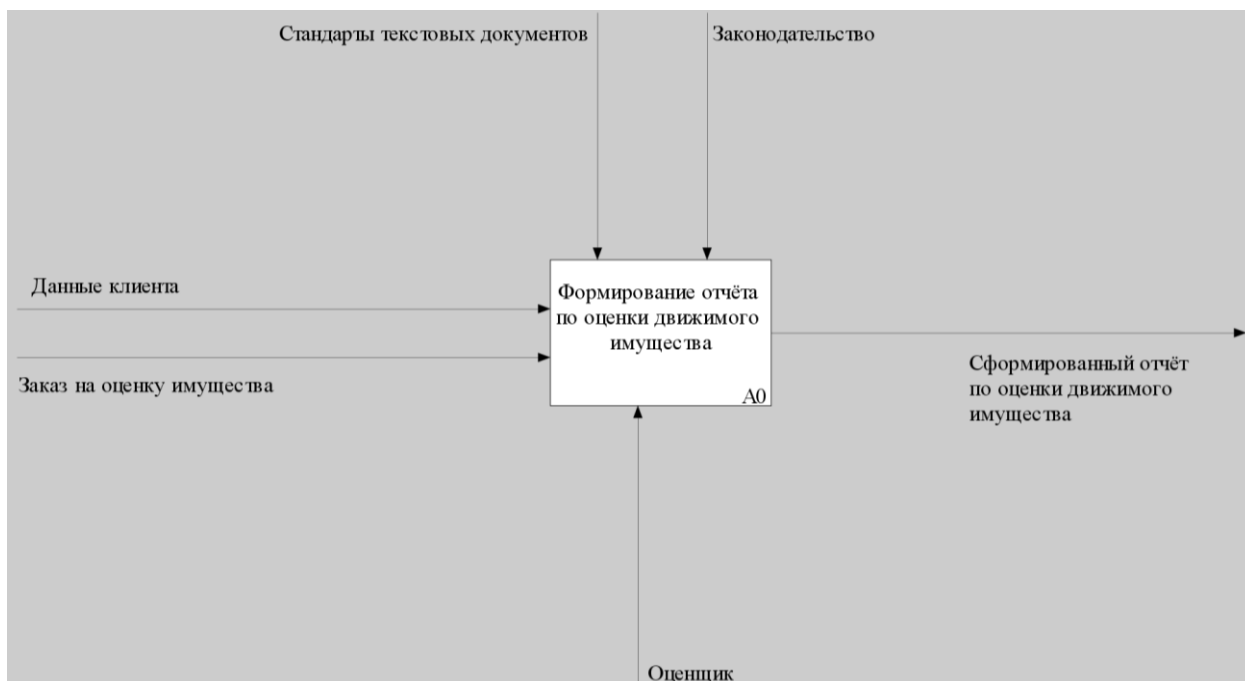 Стандарты текстовых документов
Законодательство
Данные клиента
Заказ на оценку имущества
Формирование отчёта
по оценки движимого
имущества
A0
Сформированный отчёт
по оценки движимого
имущества
Оценщик